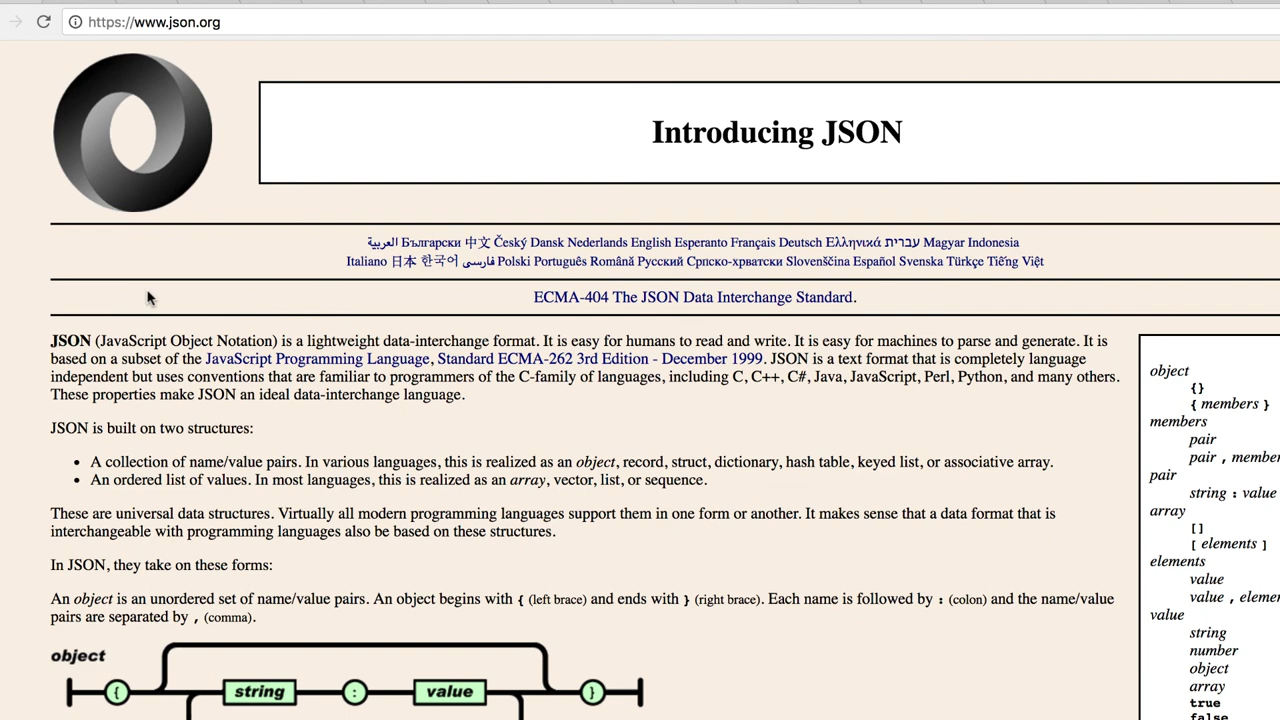 https://www.json.org
Introducing JSON
العربية Български 中文 Český Dansk Nederlands English Esperanto Français Deutsch Ελληνικά עברית Magyar Indonesia
Italiano 日本 한국어 فارسی Polski Português Română Русский Српско-хрватски Slovenščina Español Svenska Türkçe Tiếng Việt
ECMA-404 The JSON Data Interchange Standard.
JSON (JavaScript Object Notation) is a lightweight data-interchange format. It is easy for humans to read and write. It is easy for machines to parse and generate. It is
based on a subset of the JavaScript Programming Language, Standard ECMA-262 3rd Edition - December 1999. JSON is a text format that is completely language
independent but uses conventions that are familiar to programmers of the C-family of languages, including C, C++, C#, Java, JavaScript, Perl, Python, and many others.
These properties make JSON an ideal data-interchange language.
JSON is built on two structures:
• A collection of name/value pairs. In various languages, this is realized as an object, record, struct, dictionary, hash table, keyed list, or associative array.
• An ordered list of values. In most languages, this is realized as an array, vector, list, or sequence.
These are universal data structures. Virtually all modern programming languages support them in one form or another. It makes sense that a data format that is
interchangeable with programming languages also be based on these structures.
In JSON, they take on these forms:
An object is an unordered set of name/value pairs. An object begins with { (left brace) and ends with } (right brace). Each name is followed by : (colon) and the name/value
pairs are separated by , (comma).
object
{ string : value }
object
{}
{ members }
members
pair
pair , member
pair
string : value
array
[]
[ elements ]
elements
value
value , elemen
value
string
number
object
array
true
false